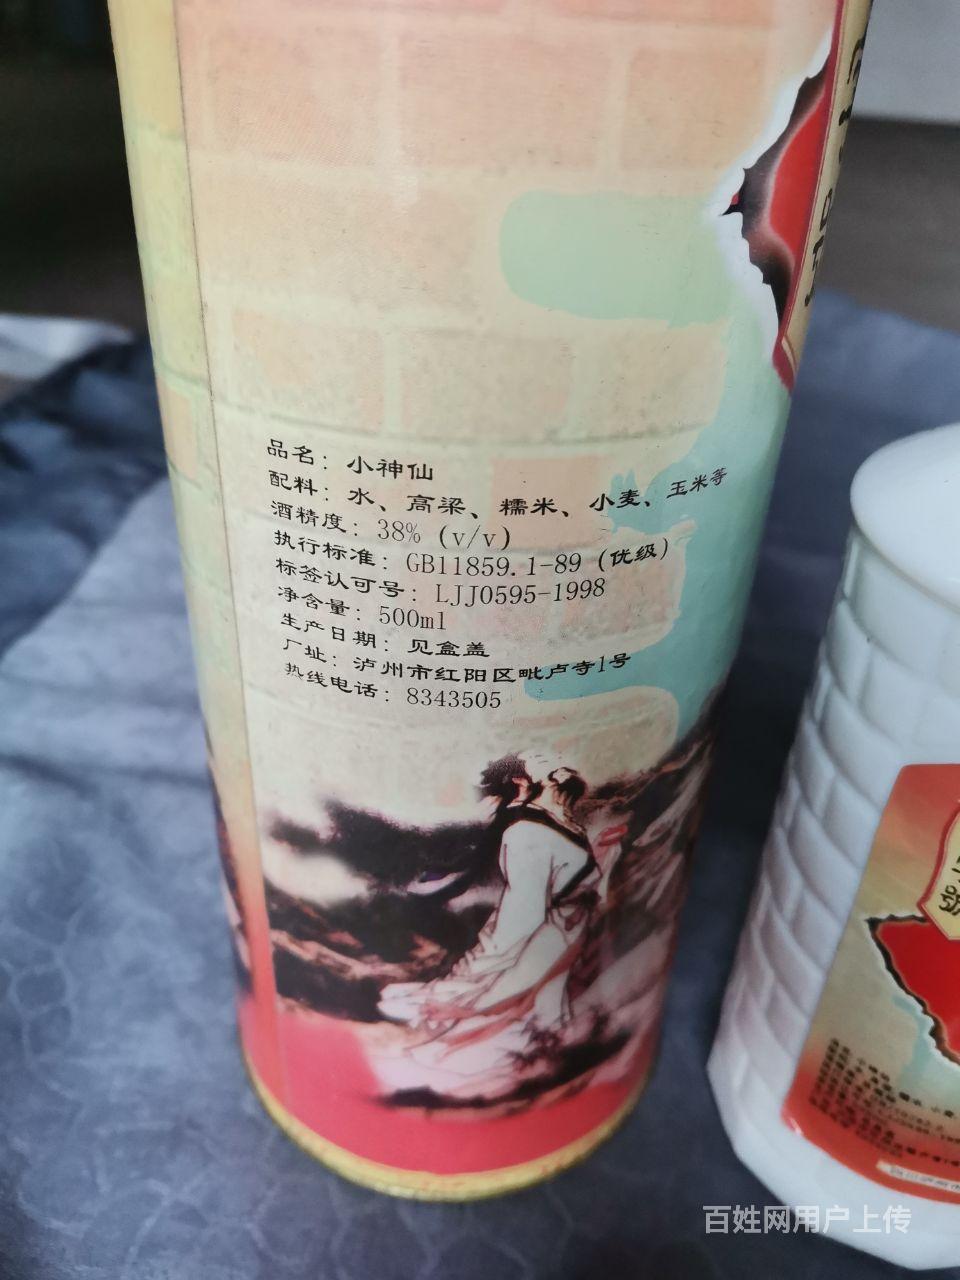 品名：小神仙
配料：水、高粱、糯米、小麦、玉米等
酒精度：38%（v/v）
执行标准：GB11859.1-89（优级）
标签认可号：LJJ0595-1998
净含量：500ml
生产日期：见盒盖
厂址：泸州市红阳区毗卢寺1号
热线电话：8343505
號
百姓网用户上传